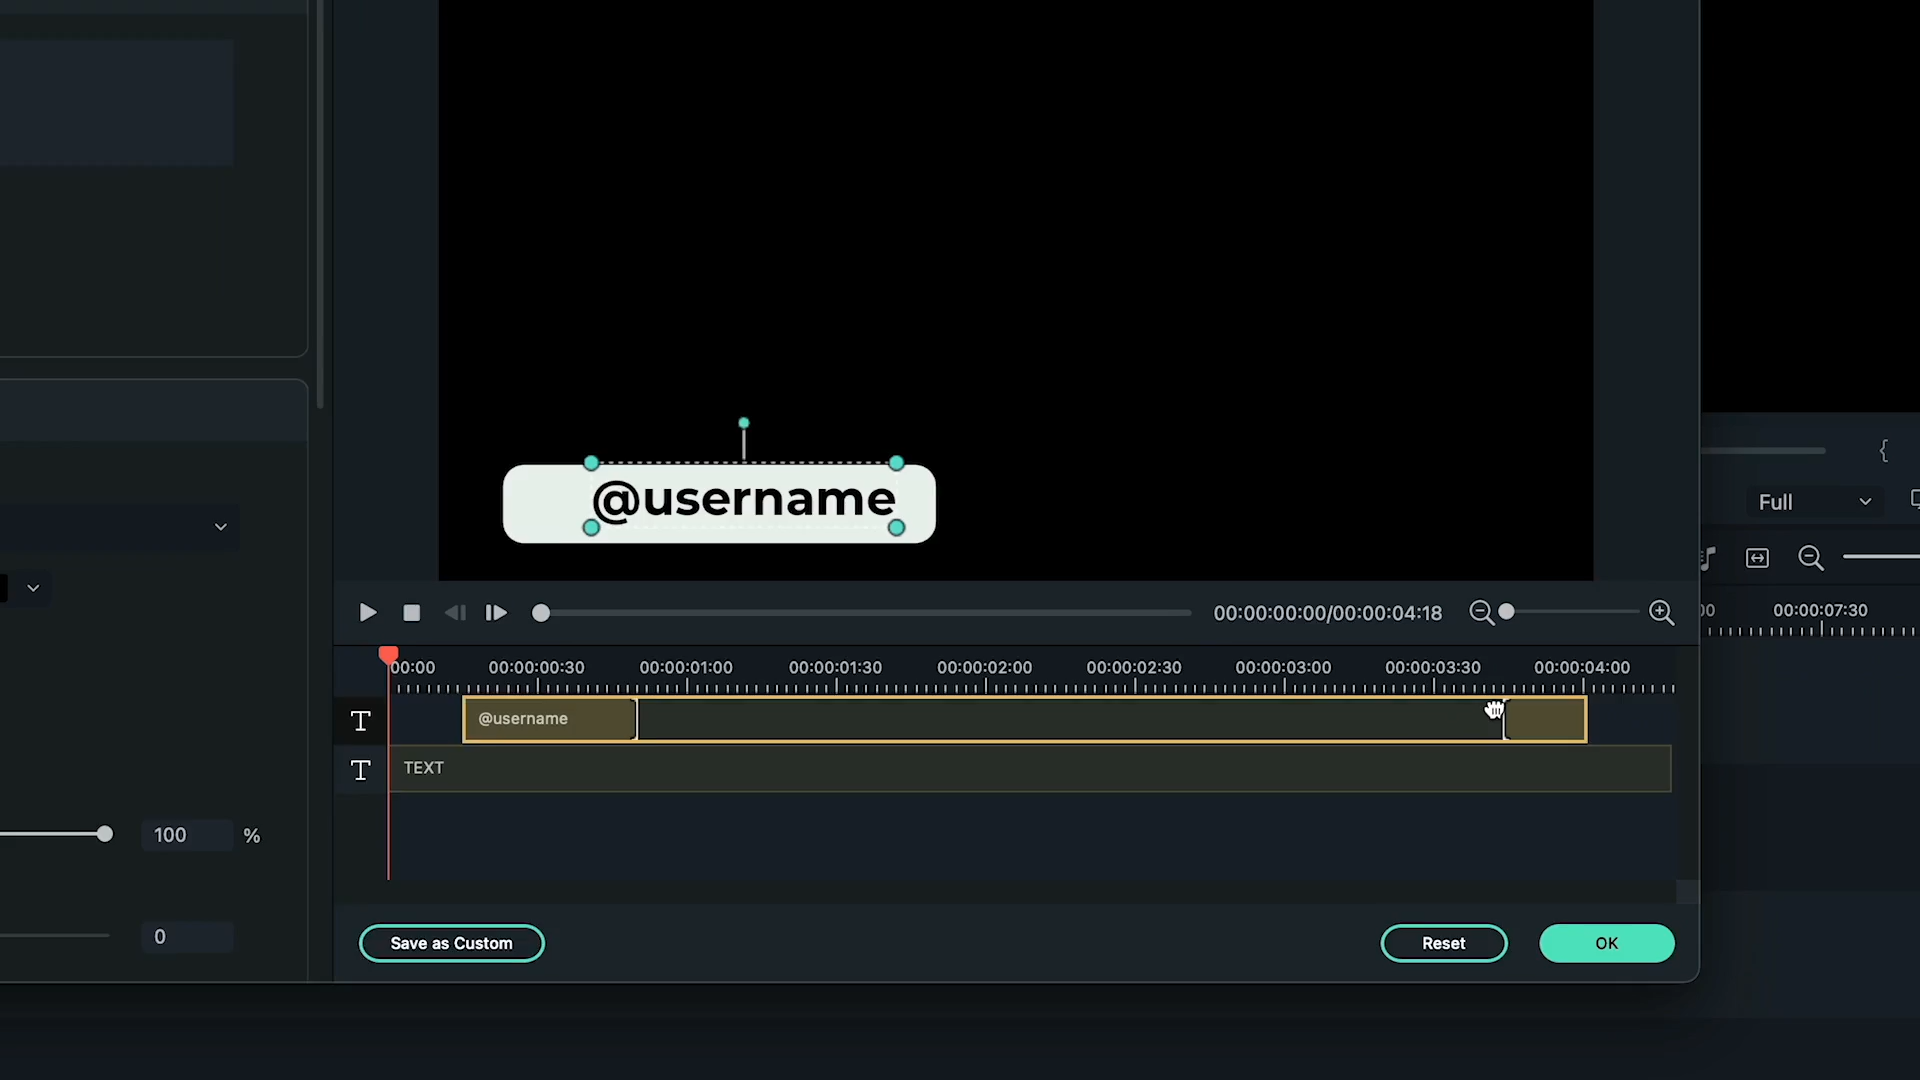 @username
Full
00:00:00:00/00:00:04:18
00:00:07:30
00:00 00:00:00:30 00:00:01:00 00:00:01:30 00:00:02:00 00:00:02:30 00:00:03:00 00:00:03:30 00:00:04:00
T @username
T TEXT
100 %
0
Save as Custom Reset OK